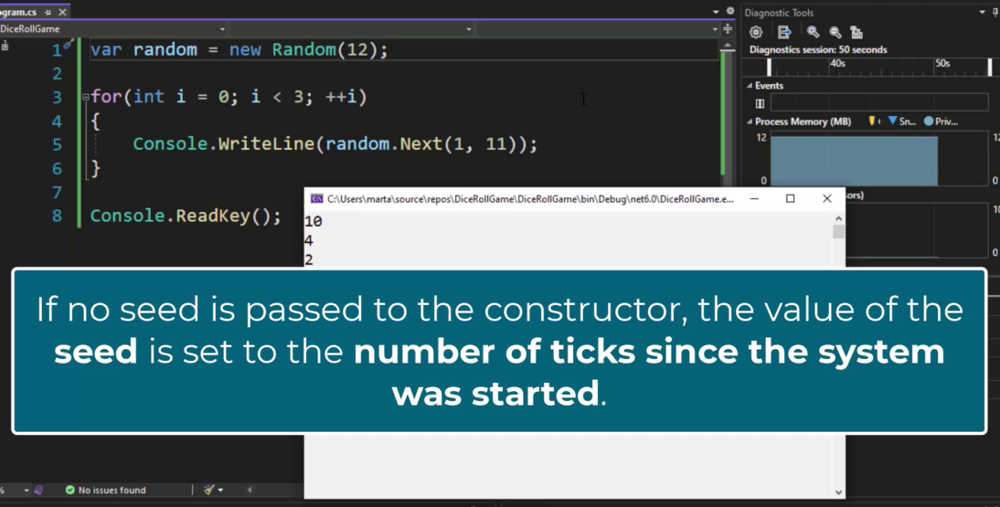 ogram.cs
DiceRollGame
Diagnostic Tools
Diagnostics session: 50 seconds
40s 50s
Events
Process Memory (MB) Sn... Priv...
12 12
0 0
1 var random = new Random(12);
2
3 for(int i = 0; i < 3; ++i)
4 {
5 Console.WriteLine(random.Next(1, 11));
6 }
7
8 Console.ReadKey();
C:\Users\marta\source\repos\DiceRollGame\DiceRollGame\bin\Debug\net6.0\DiceRollGame.e...
ors)
10
0
10
4
2
If no seed is passed to the constructor, the value of the
seed is set to the number of ticks since the system
was started.
% No issues found